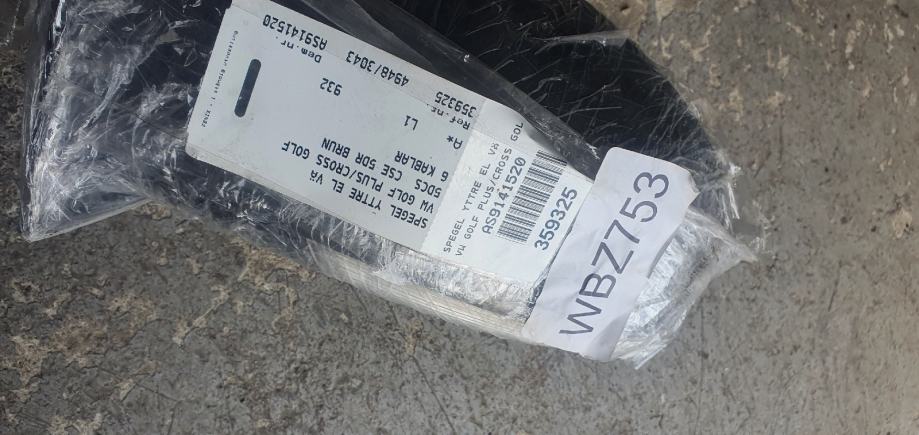 SPEGEL YTTRE EL Vä
VW GOLF PLUS/CROSS GOLF
5DCS CSE 5DR BRUN
6 KABLAR
A*
L1
932
Ref.nr
359325
4948/3043
Dem.nr
AS9141520
SPEGEL YTTRE EL Vä
VW GOLF PLUS/CROSS GOL
AS9141520
359325
WBZ753